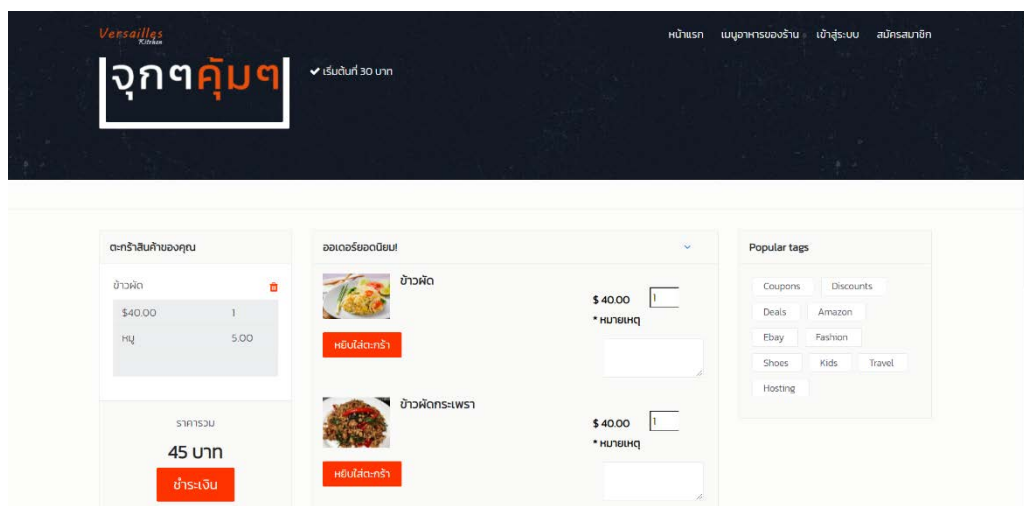 Versailles
Kitchen
หน้าแรก เมนูอาหารของร้าน เข้าสู่ระบบ สมัครสมาชิก
จุกๆคุ้มๆ
เริ่มต้นที่ 30 บาท
ตะกร้าสินค้าของคุณ
ข้าวผัด
$40.00 1
หมู 5.00
ราคารวม
45 บาท
ชำระเงิน
ออเดอร์ยอดนิยม!
ข้าวผัด
$ 40.00 1
* หมายเหตุ
หยิบใส่ตะกร้า
ข้าวผัดกระเพรา
$ 40.00 1
* หมายเหตุ
หยิบใส่ตะกร้า
Popular tags
Coupons Discounts
Deals Amazon
Ebay Fashion
Shoes Kids Travel
Hosting